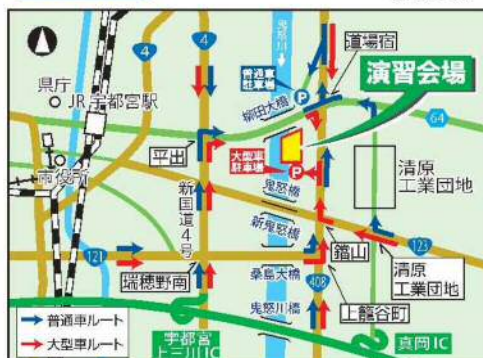 4
4
鬼怒川
道場宿
県庁
JR宇都宮駅
普通車
駐車場
P
演習会場
柳田大橋
64
平出
大型車
駐車場
P
市役所
新国道4号
鬼怒橋
清原
工業団地
新鬼怒橋
鐺山
123
121
瑞穂野南
桑島大橋
清原
工業団地
408
上籠谷町
鬼怒川橋
普通車ルート
大型車ルート
宇都宮
上三川IC
真岡IC